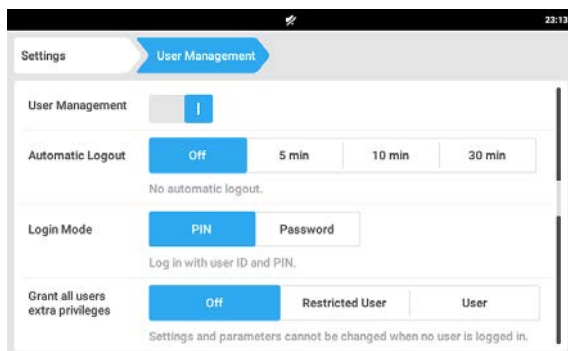 23:13
Settings
User Management
User Management
I
Automatic Logout
Off 5 min 10 min 30 min
No automatic logout.
Login Mode
PIN Password
Log in with user ID and PIN.
Grant all users
extra privileges
Off Restricted User User
Settings and parameters cannot be changed when no user is logged in.